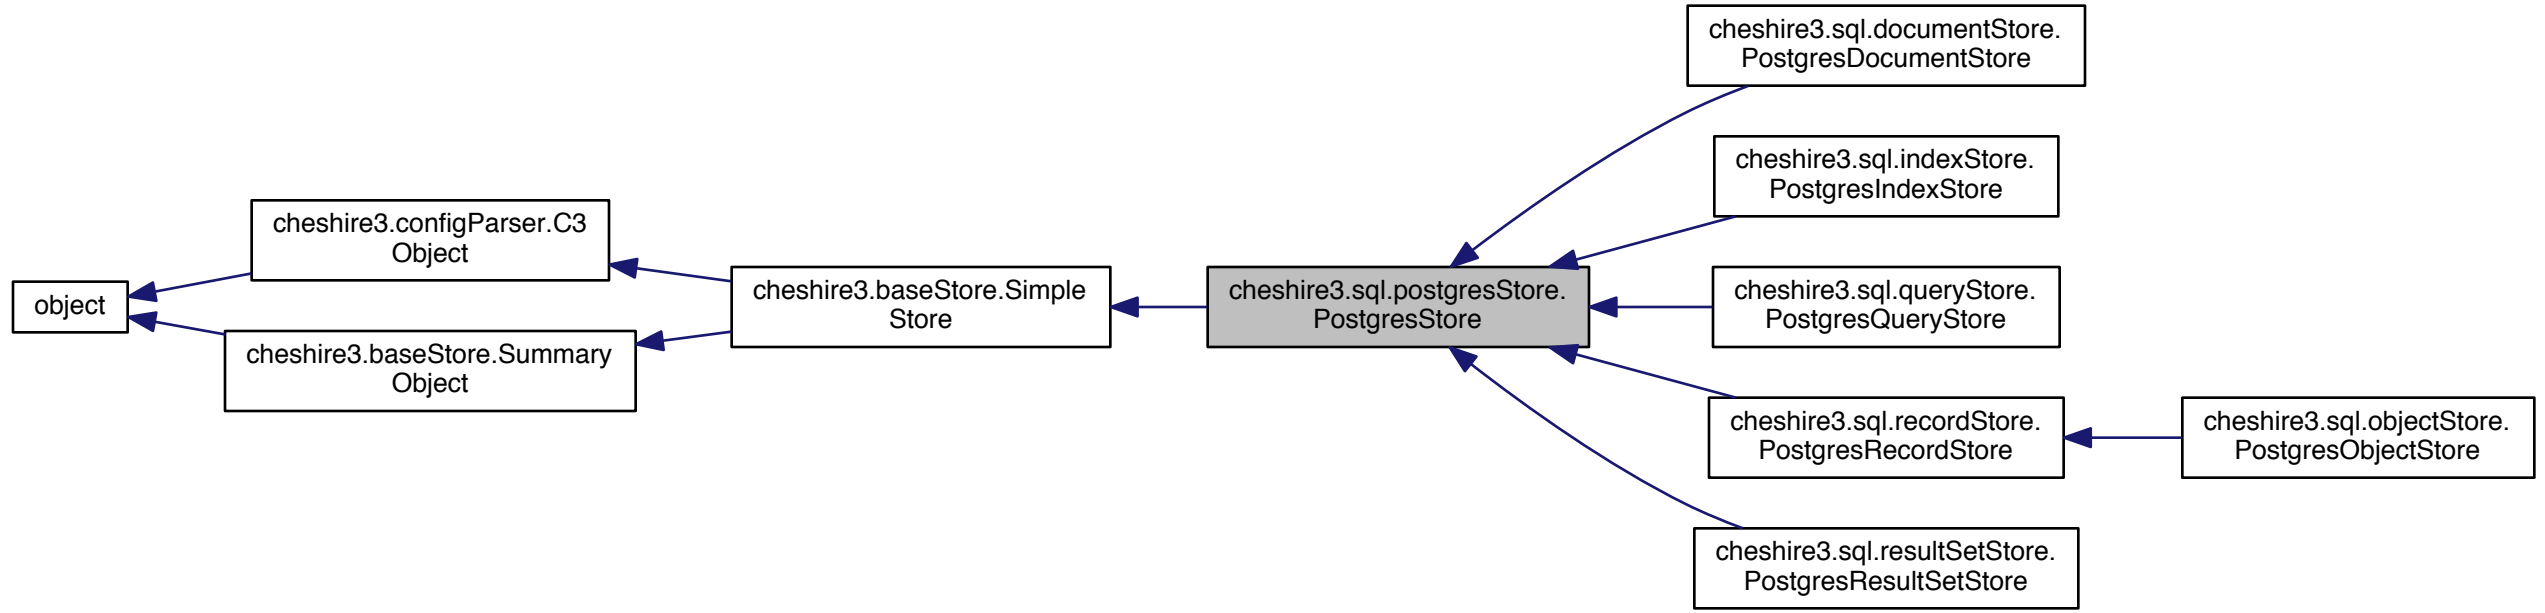 object
cheshire3.configParser.C3
Object
cheshire3.baseStore.Summary
Object
cheshire3.baseStore.Simple
Store
cheshire3.sql.postgresStore.
PostgresStore
cheshire3.sql.documentStore.
PostgresDocumentStore
cheshire3.sql.indexStore.
PostgresIndexStore
cheshire3.sql.queryStore.
PostgresQueryStore
cheshire3.sql.recordStore.
PostgresRecordStore
cheshire3.sql.resultSetStore.
PostgresResultSetStore
cheshire3.sql.objectStore.
PostgresObjectStore